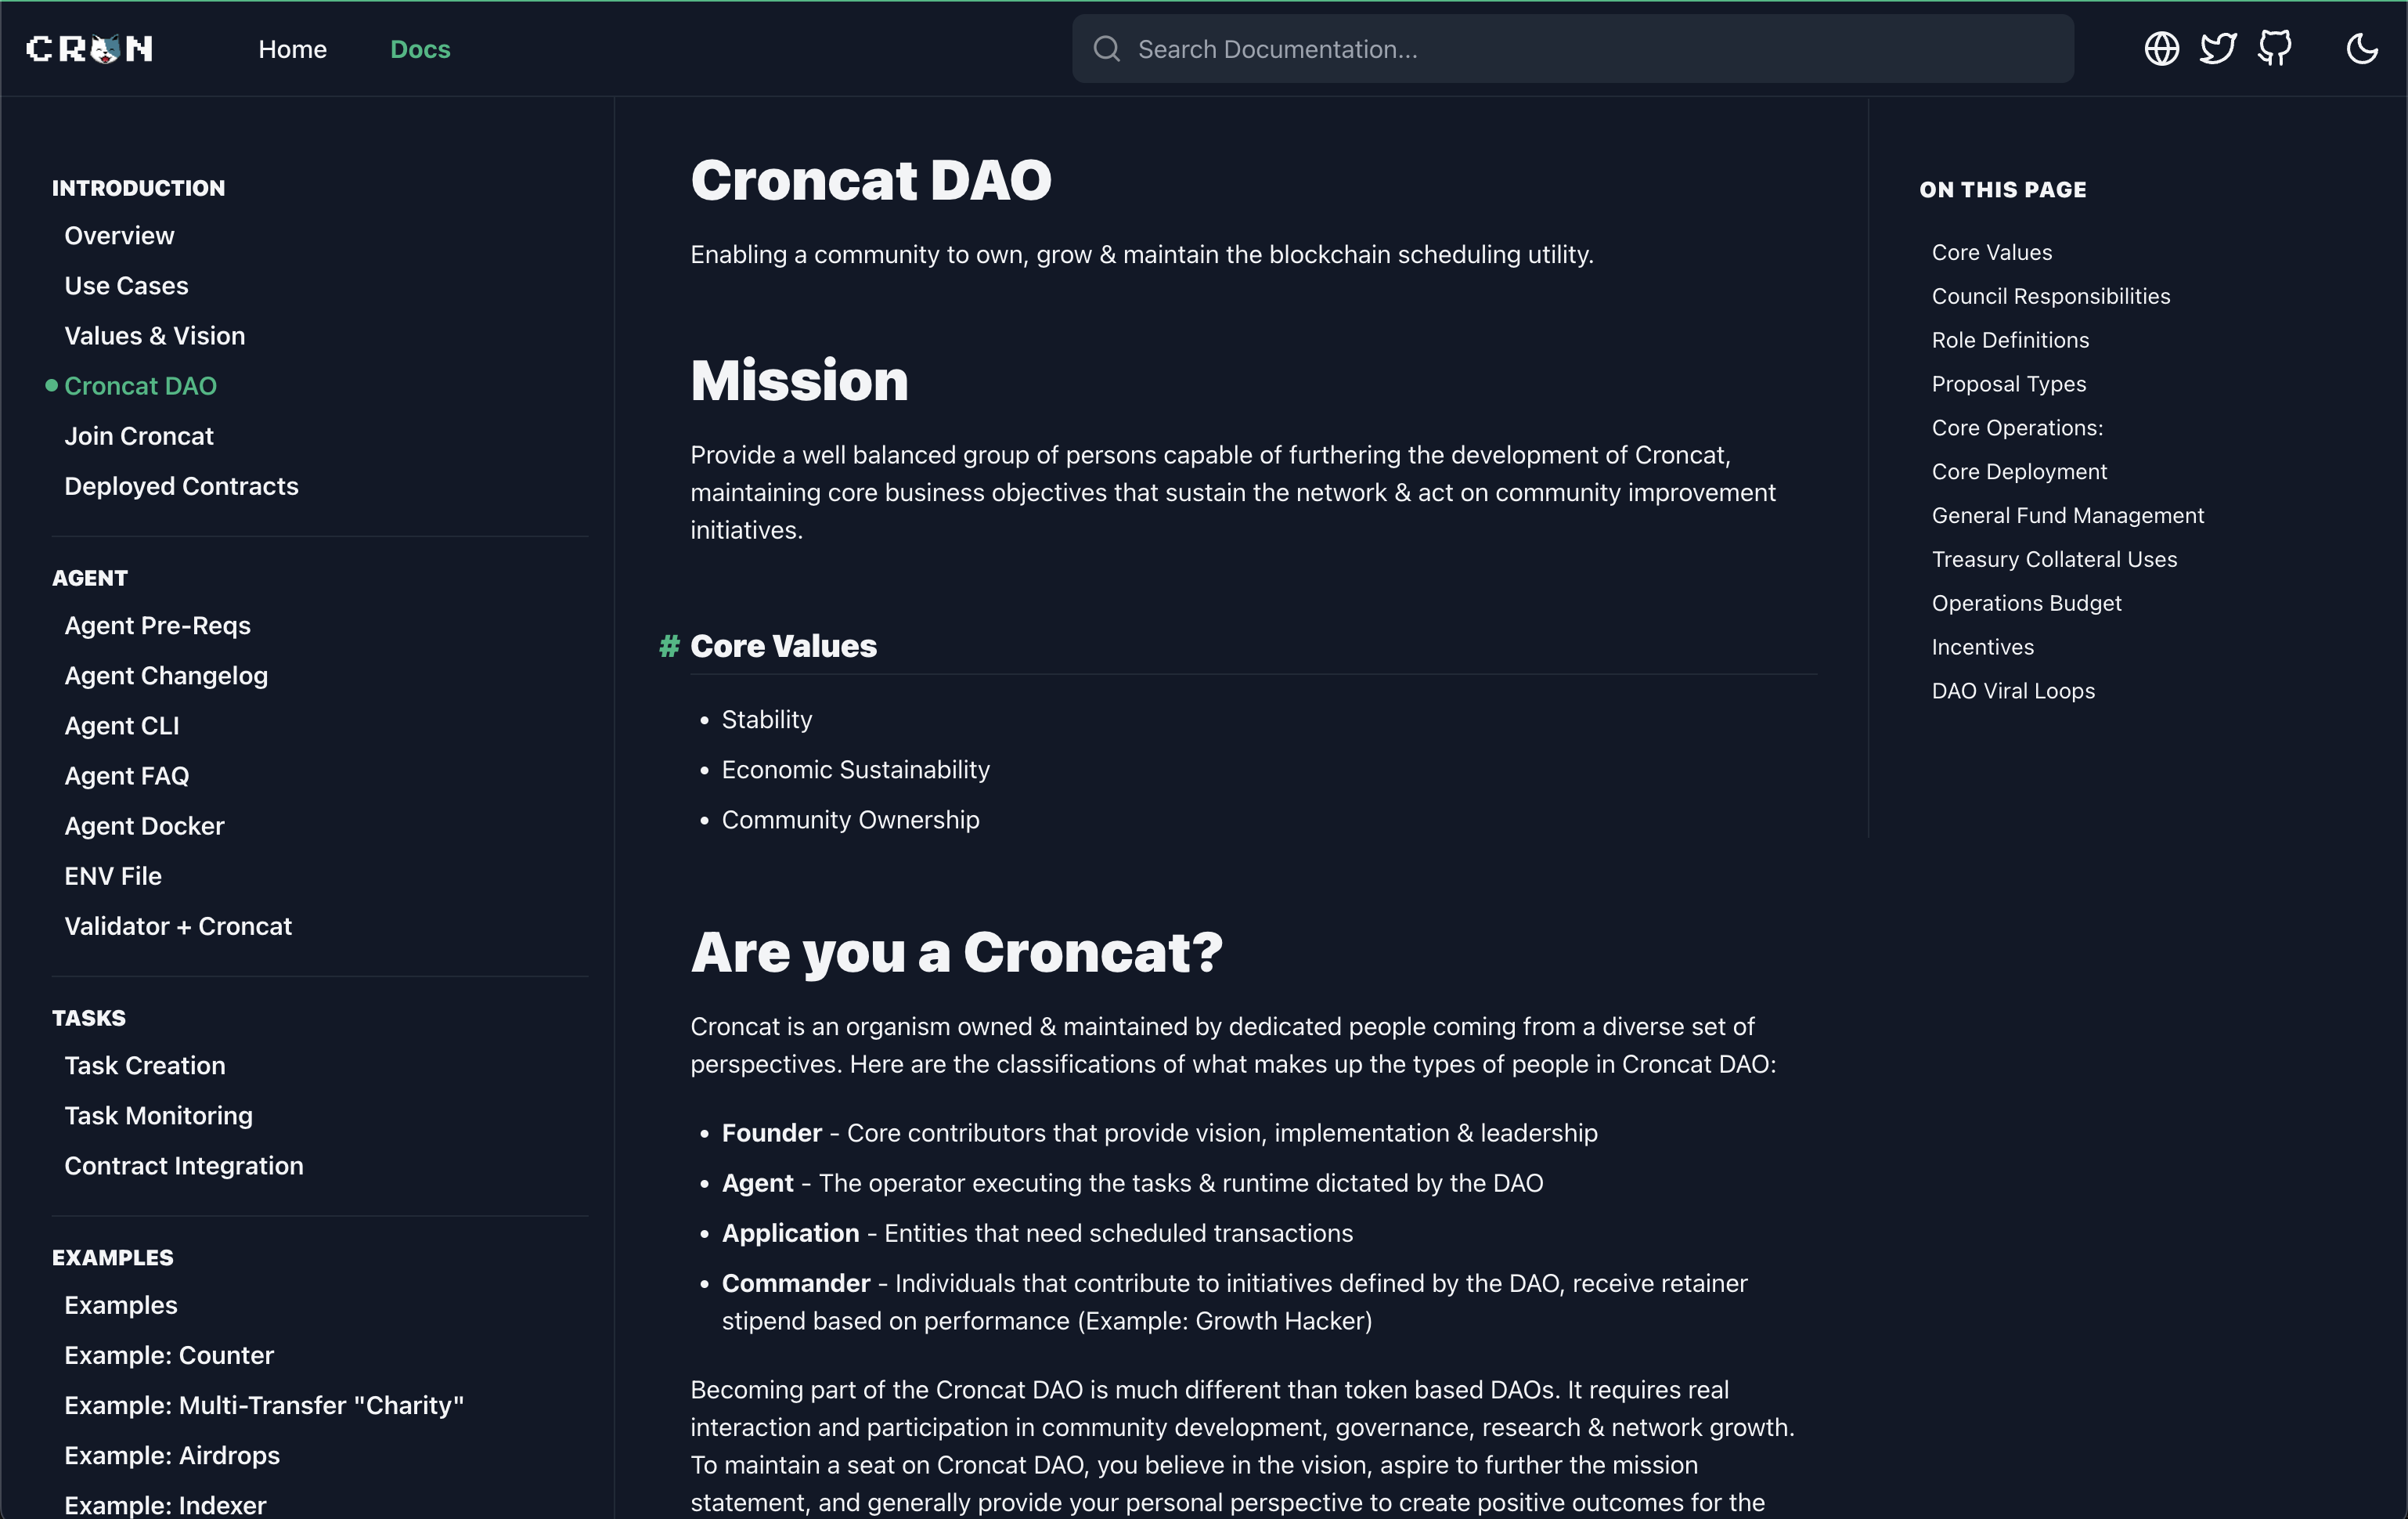 CRON
Home
Docs
Search Documentation...
INTRODUCTION
Overview
Use Cases
Values & Vision
Croncat DAO
Join Croncat
Deployed Contracts
AGENT
Agent Pre-Reqs
Agent Changelog
Agent CLI
Agent FAQ
Agent Docker
ENV File
Validator + Croncat
TASKS
Task Creation
Task Monitoring
Contract Integration
EXAMPLES
Examples
Example: Counter
Example: Multi-Transfer "Charity"
Example: Airdrops
Example: Indexer
Croncat DAO
Enabling a community to own, grow & maintain the blockchain scheduling utility.
Mission
Provide a well balanced group of persons capable of furthering the development of Croncat,
maintaining core business objectives that sustain the network & act on community improvement
initiatives.
# Core Values
• Stability
• Economic Sustainability
• Community Ownership
Are you a Croncat?
Croncat is an organism owned & maintained by dedicated people coming from a diverse set of
perspectives. Here are the classifications of what makes up the types of people in Croncat DAO:
• Founder - Core contributors that provide vision, implementation & leadership
• Agent - The operator executing the tasks & runtime dictated by the DAO
• Application - Entities that need scheduled transactions
• Commander - Individuals that contribute to initiatives defined by the DAO, receive retainer
stipend based on performance (Example: Growth Hacker)
Becoming part of the Croncat DAO is much different than token based DAOs. It requires real
interaction and participation in community development, governance, research & network growth.
To maintain a seat on Croncat DAO, you believe in the vision, aspire to further the mission
statement, and generally provide your personal perspective to create positive outcomes for the
ON THIS PAGE
Core Values
Council Responsibilities
Role Definitions
Proposal Types
Core Operations:
Core Deployment
General Fund Management
Treasury Collateral Uses
Operations Budget
Incentives
DAO Viral Loops